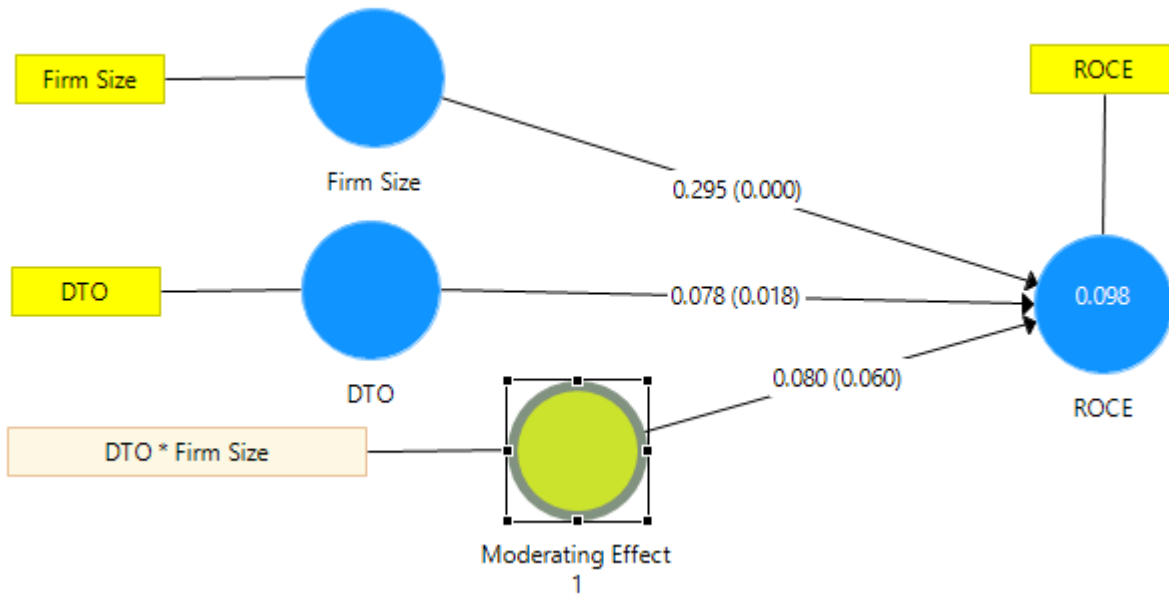 Firm Size
ROCE
Firm Size
0.295 (0.000)
DTO
0.078 (0.018)
0.098
DTO
0.080 (0.060)
ROCE
DTO * Firm Size
Moderating Effect
1